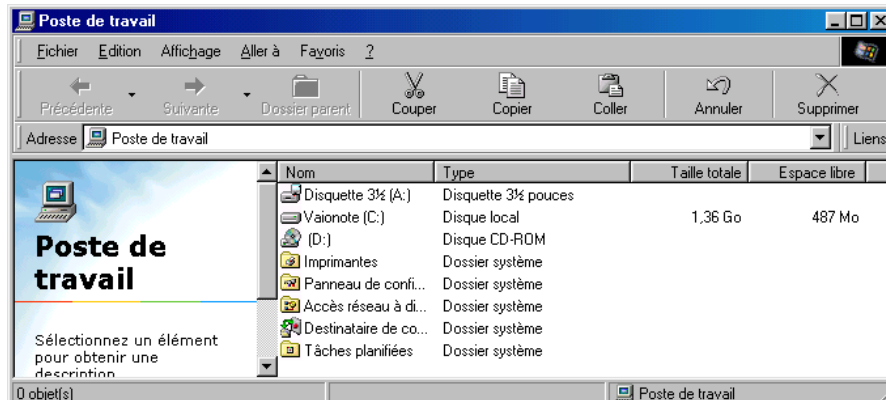 Poste de travail
Fichier Edition Affichage Aller à Favoris ?
Précédente Suivante Dossier parent Couper Copier Coller Annuler Supprimer
Adresse Poste de travail Liens
Poste de
travail
Sélectionnez un élément
pour obtenir une
description
Nom Type Taille totale Espace libre
Disquette 3½ (A:) Disquette 3½ pouces
Vaionote (C:) Disque local 1,36 Go 487 Mo
(D:) Disque CD-ROM
Imprimantes Dossier système
Panneau de confi... Dossier système
Accès réseau à di... Dossier système
Destinataire de co... Dossier système
Tâches planifiées Dossier système
0 objet(s) Poste de travail